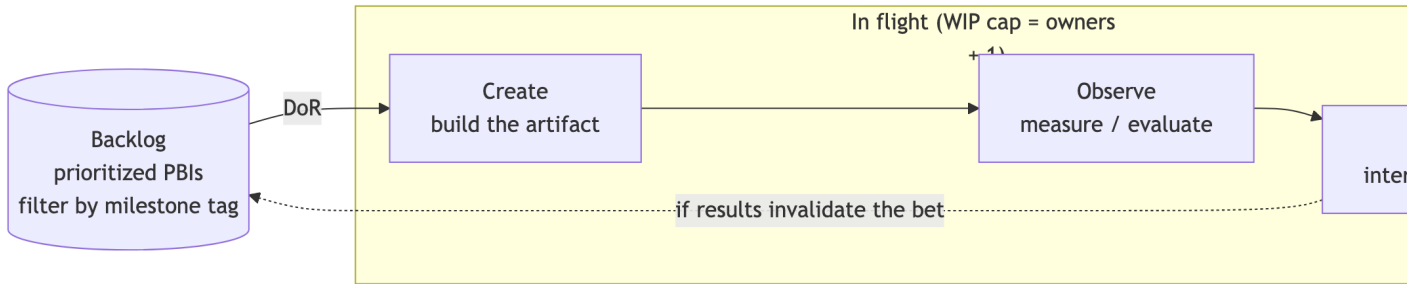 In flight (WIP cap = owners
+ 1)
Backlog
prioritized PBIs
filter by milestone tag
DoR
Create
build the artifact
Observe
measure / evaluate
if results invalidate the bet